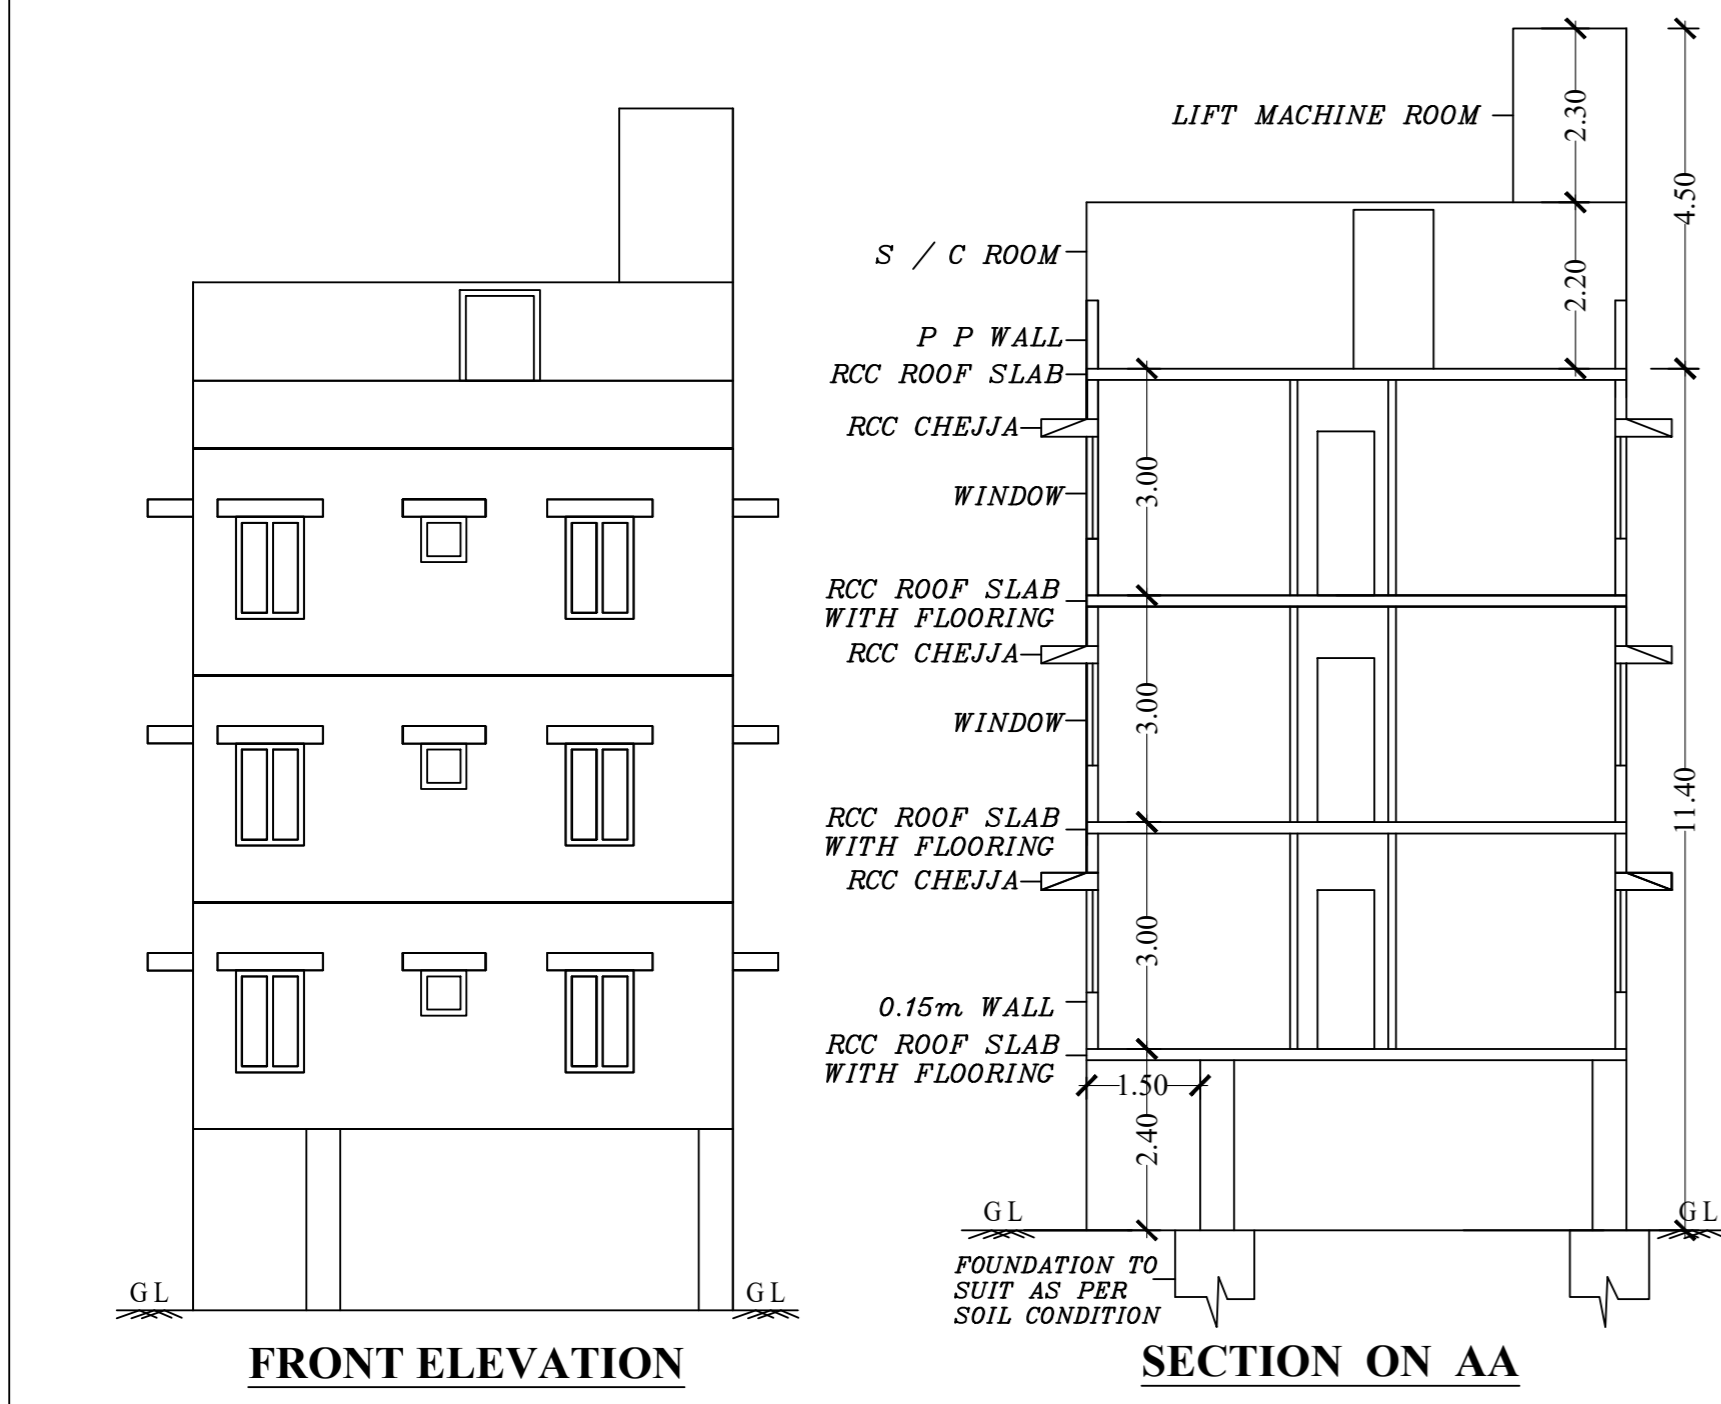 LIFT MACHINE ROOM
2.30
4.50
S / C ROOM
2.20
P P WALL
RCC ROOF SLAB
RCC CHEJJA
WINDOW
3.00
RCC ROOF SLAB
WITH FLOORING
RCC CHEJJA
WINDOW
3.00
11.40
RCC ROOF SLAB
WITH FLOORING
RCC CHEJJA
3.00
0.15m WALL
RCC ROOF SLAB
WITH FLOORING
1.50
2.40
GL
GL
GL
GL
FOUNDATION TO
SUIT AS PER
SOIL CONDITION
FRONT ELEVATION
SECTION ON AA